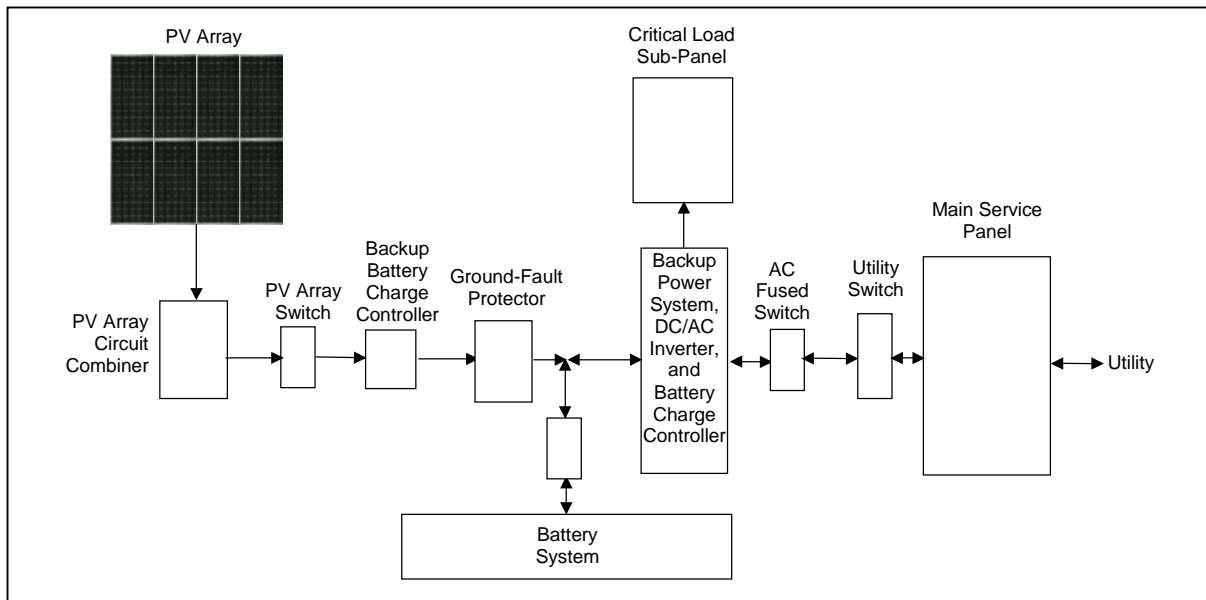 PV Array
Critical Load
Sub-Panel
Main Service
Panel
Backup
Battery
Charge
Controller
Ground-Fault
Protector
PV Array
Switch
PV Array
Circuit
Combiner
Backup
Power
System,
DC/AC
Inverter,
and
Battery
Charge
Controller
AC
Fused
Switch
Utility
Switch
Utility
Battery
System